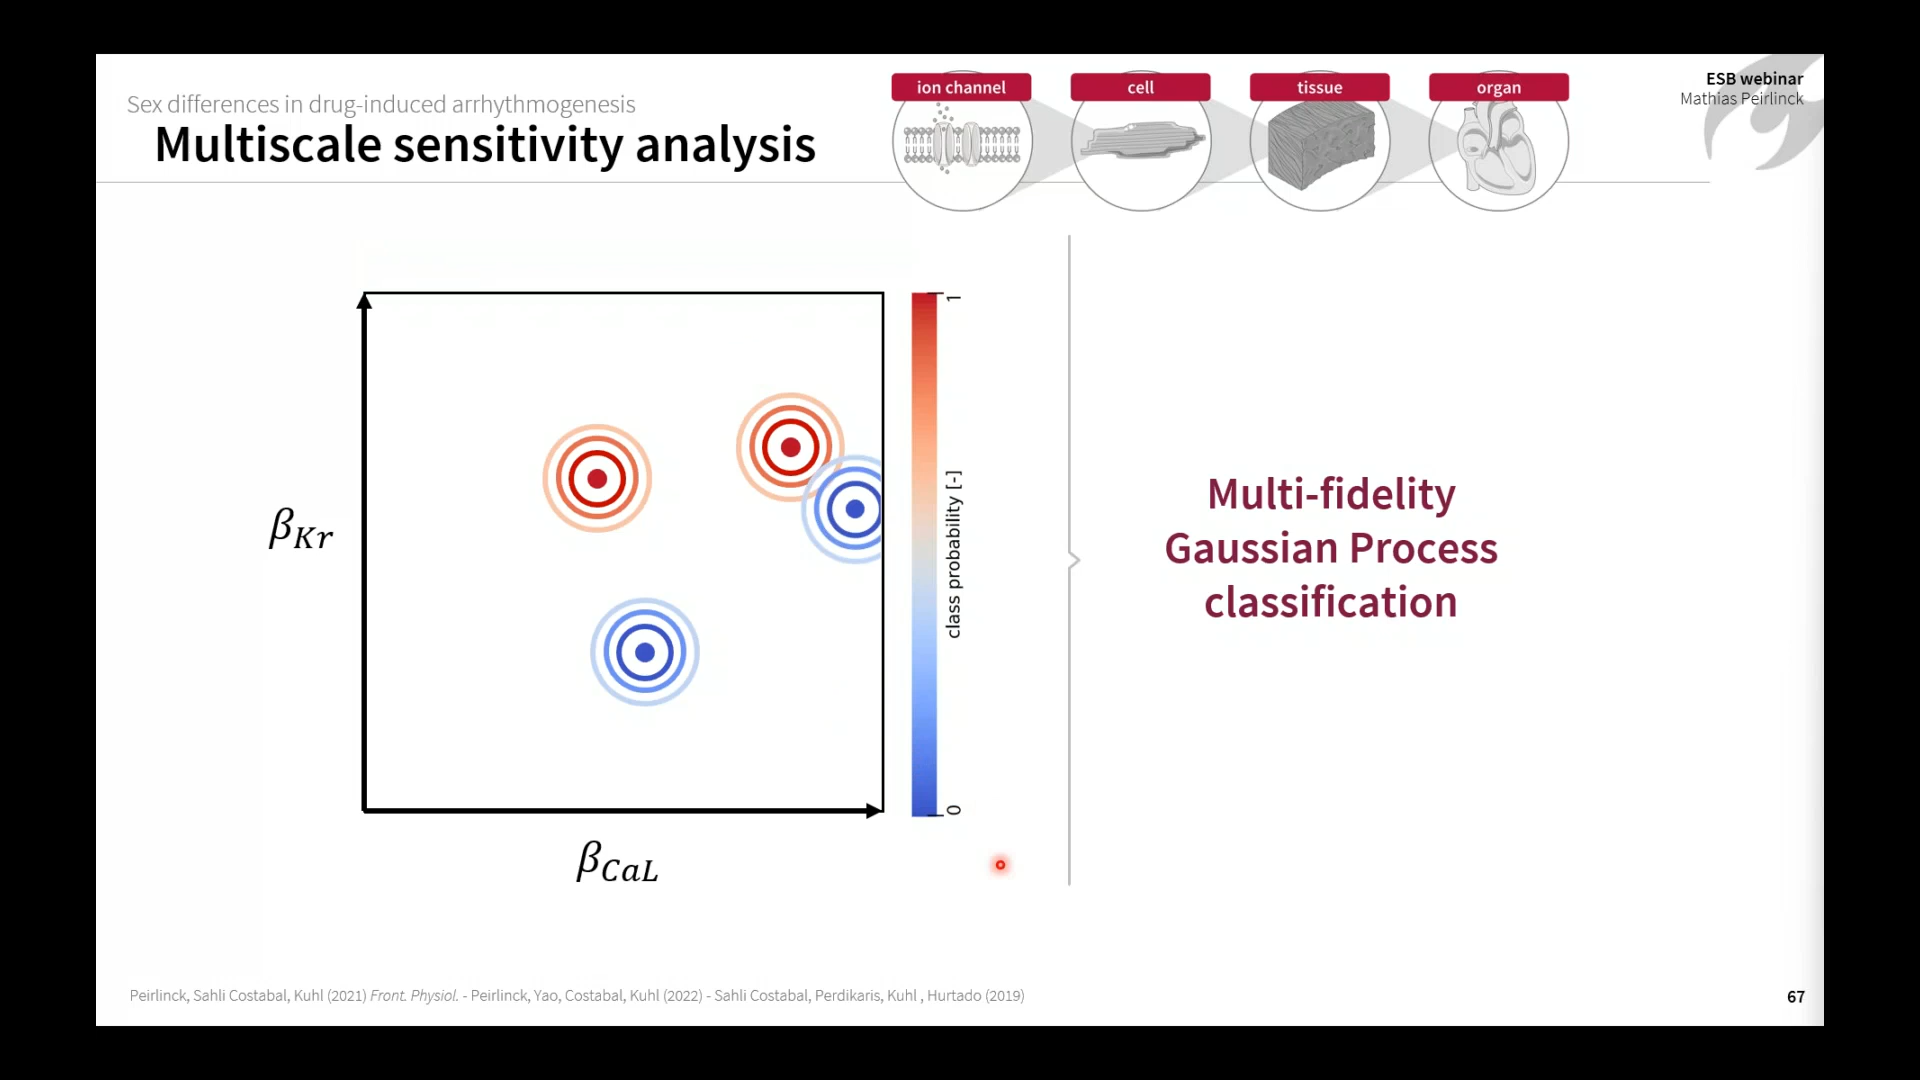 Sex differences in drug-induced arrhythmogenesis
Multiscale sensitivity analysis
ion channel
cell
tissue
organ
ESB webinar
Mathias Peirlinck
β_Kr
β_CaL
1
class probability [-]
0
Multi-fidelity
Gaussian Process
classification
Peirlinck, Sahli Costabal, Kuhl (2021) Front. Physiol. - Peirlinck, Yao, Costabal, Kuhl (2022) - Sahli Costabal, Perdikaris, Kuhl , Hurtado (2019)
67